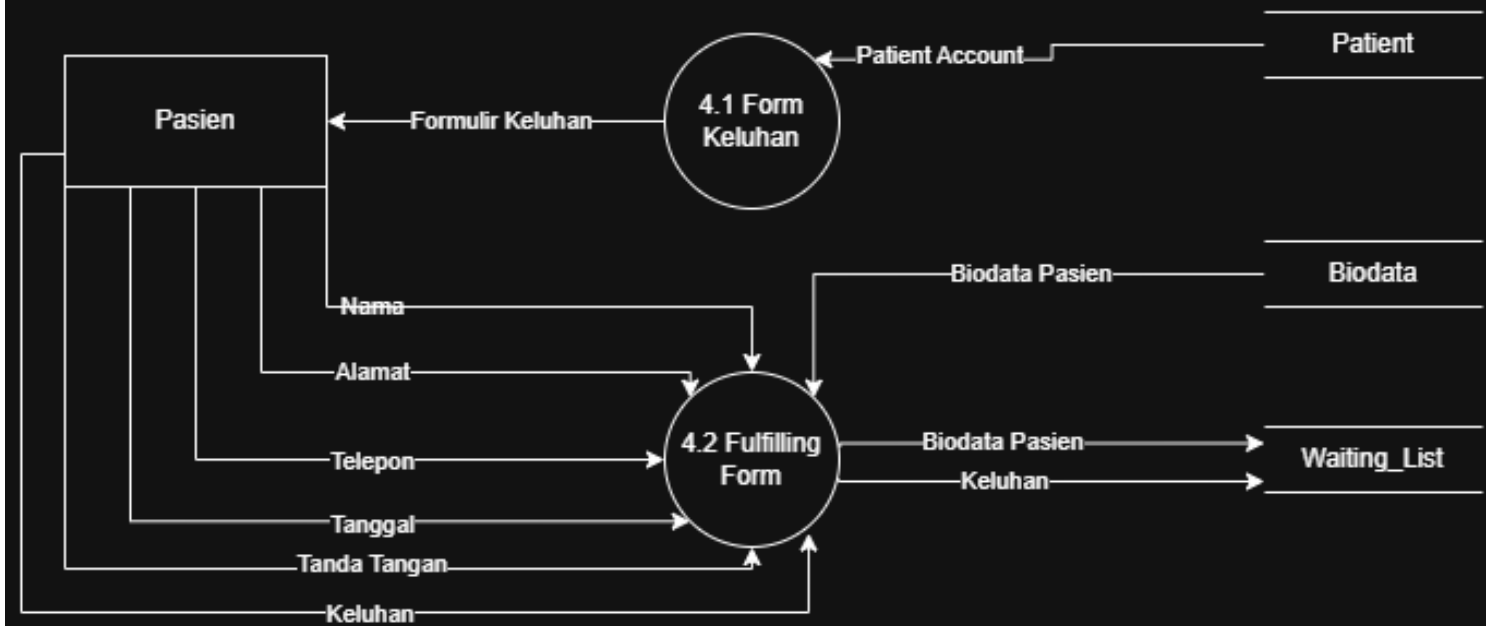 Patient
Patient Account
4.1 Form
Keluhan
Pasien
Formulir Keluhan
Biodata Pasien
Biodata
Nama
Alamat
4.2 Fulfilling
Form
Biodata Pasien
Waiting_List
Telepon
Keluhan
Tanggal
Tanda Tangan
Keluhan